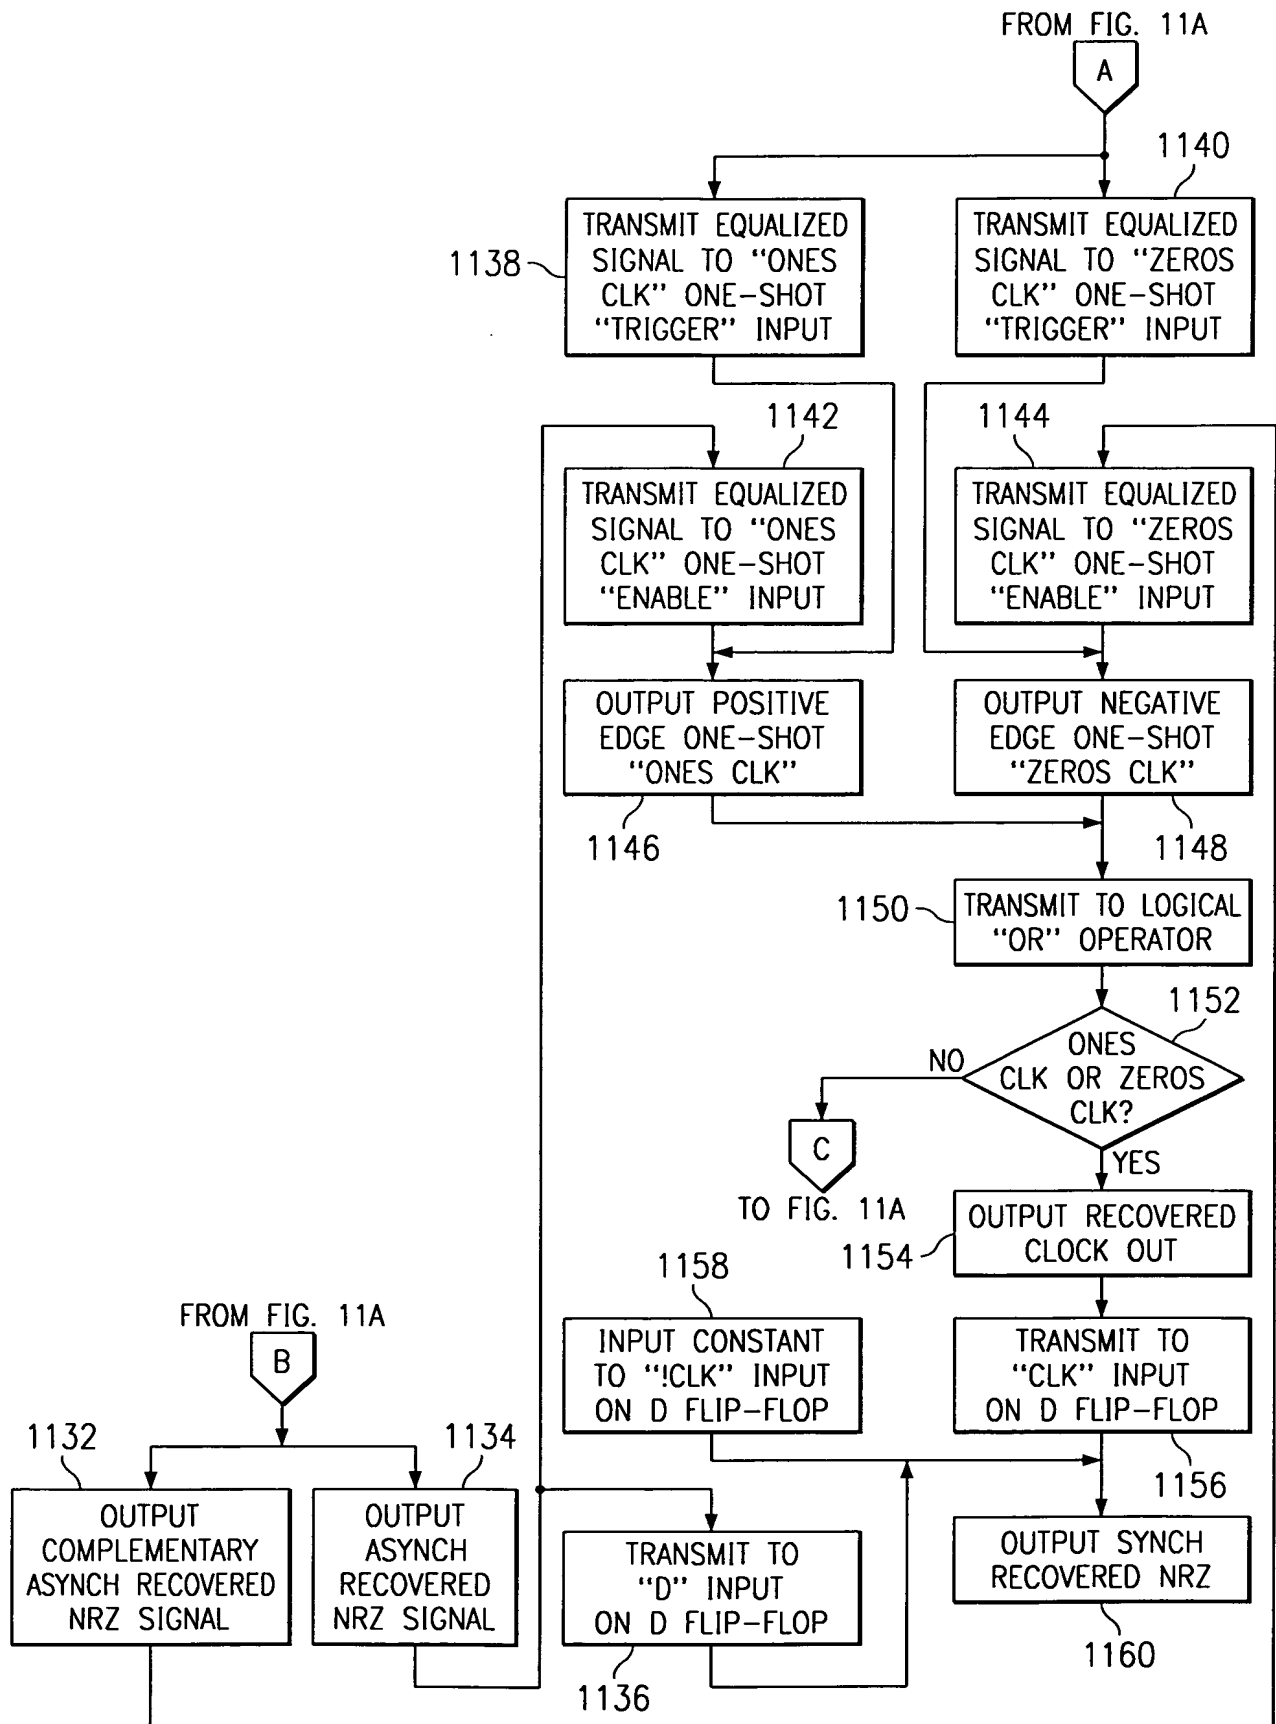 FROM FIG. 11A
A
1140
TRANSMIT EQUALIZED
SIGNAL TO "ONES
CLK" ONE-SHOT
"TRIGGER" INPUT
1138
TRANSMIT EQUALIZED
SIGNAL TO "ZEROS
CLK" ONE-SHOT
"TRIGGER" INPUT
1142
1144
TRANSMIT EQUALIZED
SIGNAL TO "ONES
CLK" ONE-SHOT
"ENABLE" INPUT
TRANSMIT EQUALIZED
SIGNAL TO "ZEROS
CLK" ONE-SHOT
"ENABLE" INPUT
OUTPUT POSITIVE
EDGE ONE-SHOT
"ONES CLK"
1146
OUTPUT NEGATIVE
EDGE ONE-SHOT
"ZEROS CLK"
1148
1150
TRANSMIT TO LOGICAL
"OR" OPERATOR
1152
ONES
CLK OR ZEROS
CLK?
NO
C
TO FIG. 11A
YES
OUTPUT RECOVERED
CLOCK OUT
1154
1158
INPUT CONSTANT
TO "!CLK" INPUT
ON D FLIP-FLOP
TRANSMIT TO
"CLK" INPUT
ON D FLIP-FLOP
1156
FROM FIG. 11A
B
1132
1134
OUTPUT
COMPLEMENTARY
ASYNCH RECOVERED
NRZ SIGNAL
OUTPUT
ASYNCH
RECOVERED
NRZ SIGNAL
TRANSMIT TO
"D" INPUT
ON D FLIP-FLOP
1136
OUTPUT SYNCH
RECOVERED NRZ
1160